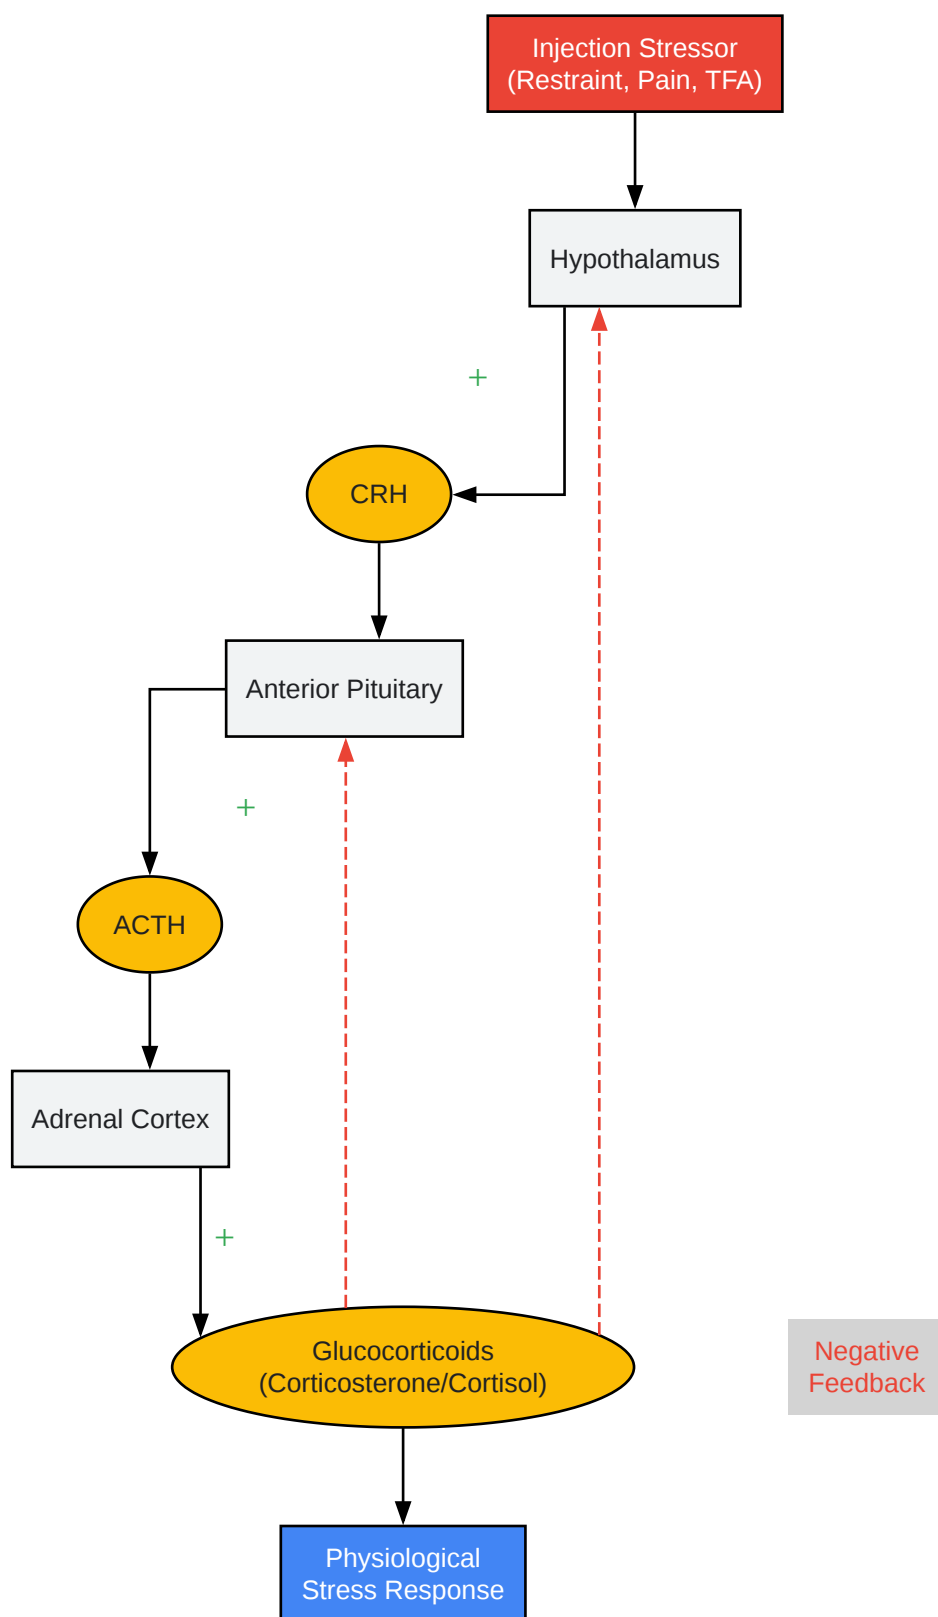 Injection Stressor
(Restraint, Pain, TFA)
Hypothalamus
+
CRH
Anterior Pituitary
+
ACTH
Adrenal Cortex
+
Glucocorticoids
(Corticosterone/Cortisol)
Negative
Feedback
Physiological
Stress Response